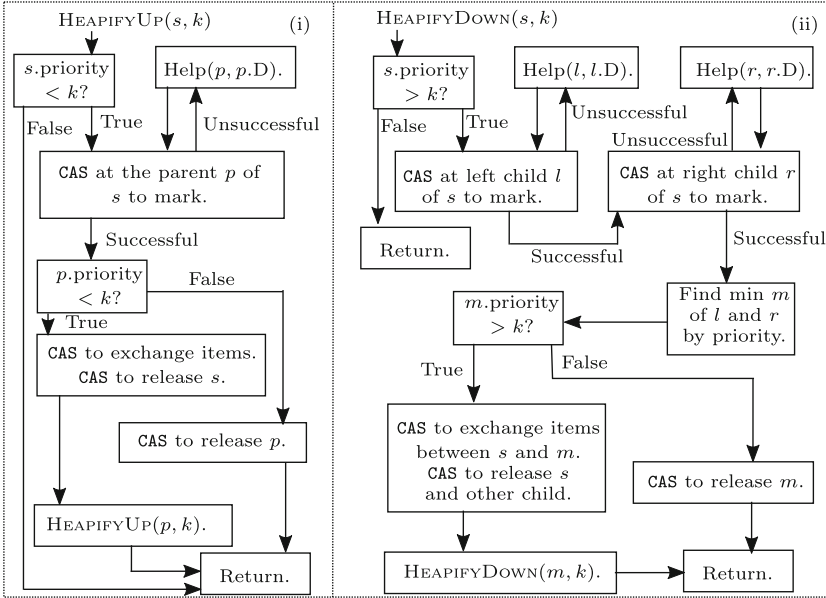 HEAPIFYUP(s, k)
(i)
s.priority
< k?
Help(p, p.D).
False
True
Unsuccessful
CAS at the parent p of
s to mark.
Successful
p.priority
< k?
False
True
CAS to exchange items.
CAS to release s.
CAS to release p.
HEAPIFYUP(p, k).
Return.
HEAPIFYDOWN(s, k)
(ii)
s.priority
> k?
Help(l, l.D).
Help(r, r.D).
False
True
Unsuccessful
Unsuccessful
CAS at left child l
of s to mark.
CAS at right child r
of s to mark.
Return.
Successful
Successful
m.priority
> k?
Find min m
of l and r
by priority.
True
False
CAS to exchange items
between s and m.
CAS to release s
and other child.
CAS to release m.
HEAPIFYDOWN(m, k).
Return.